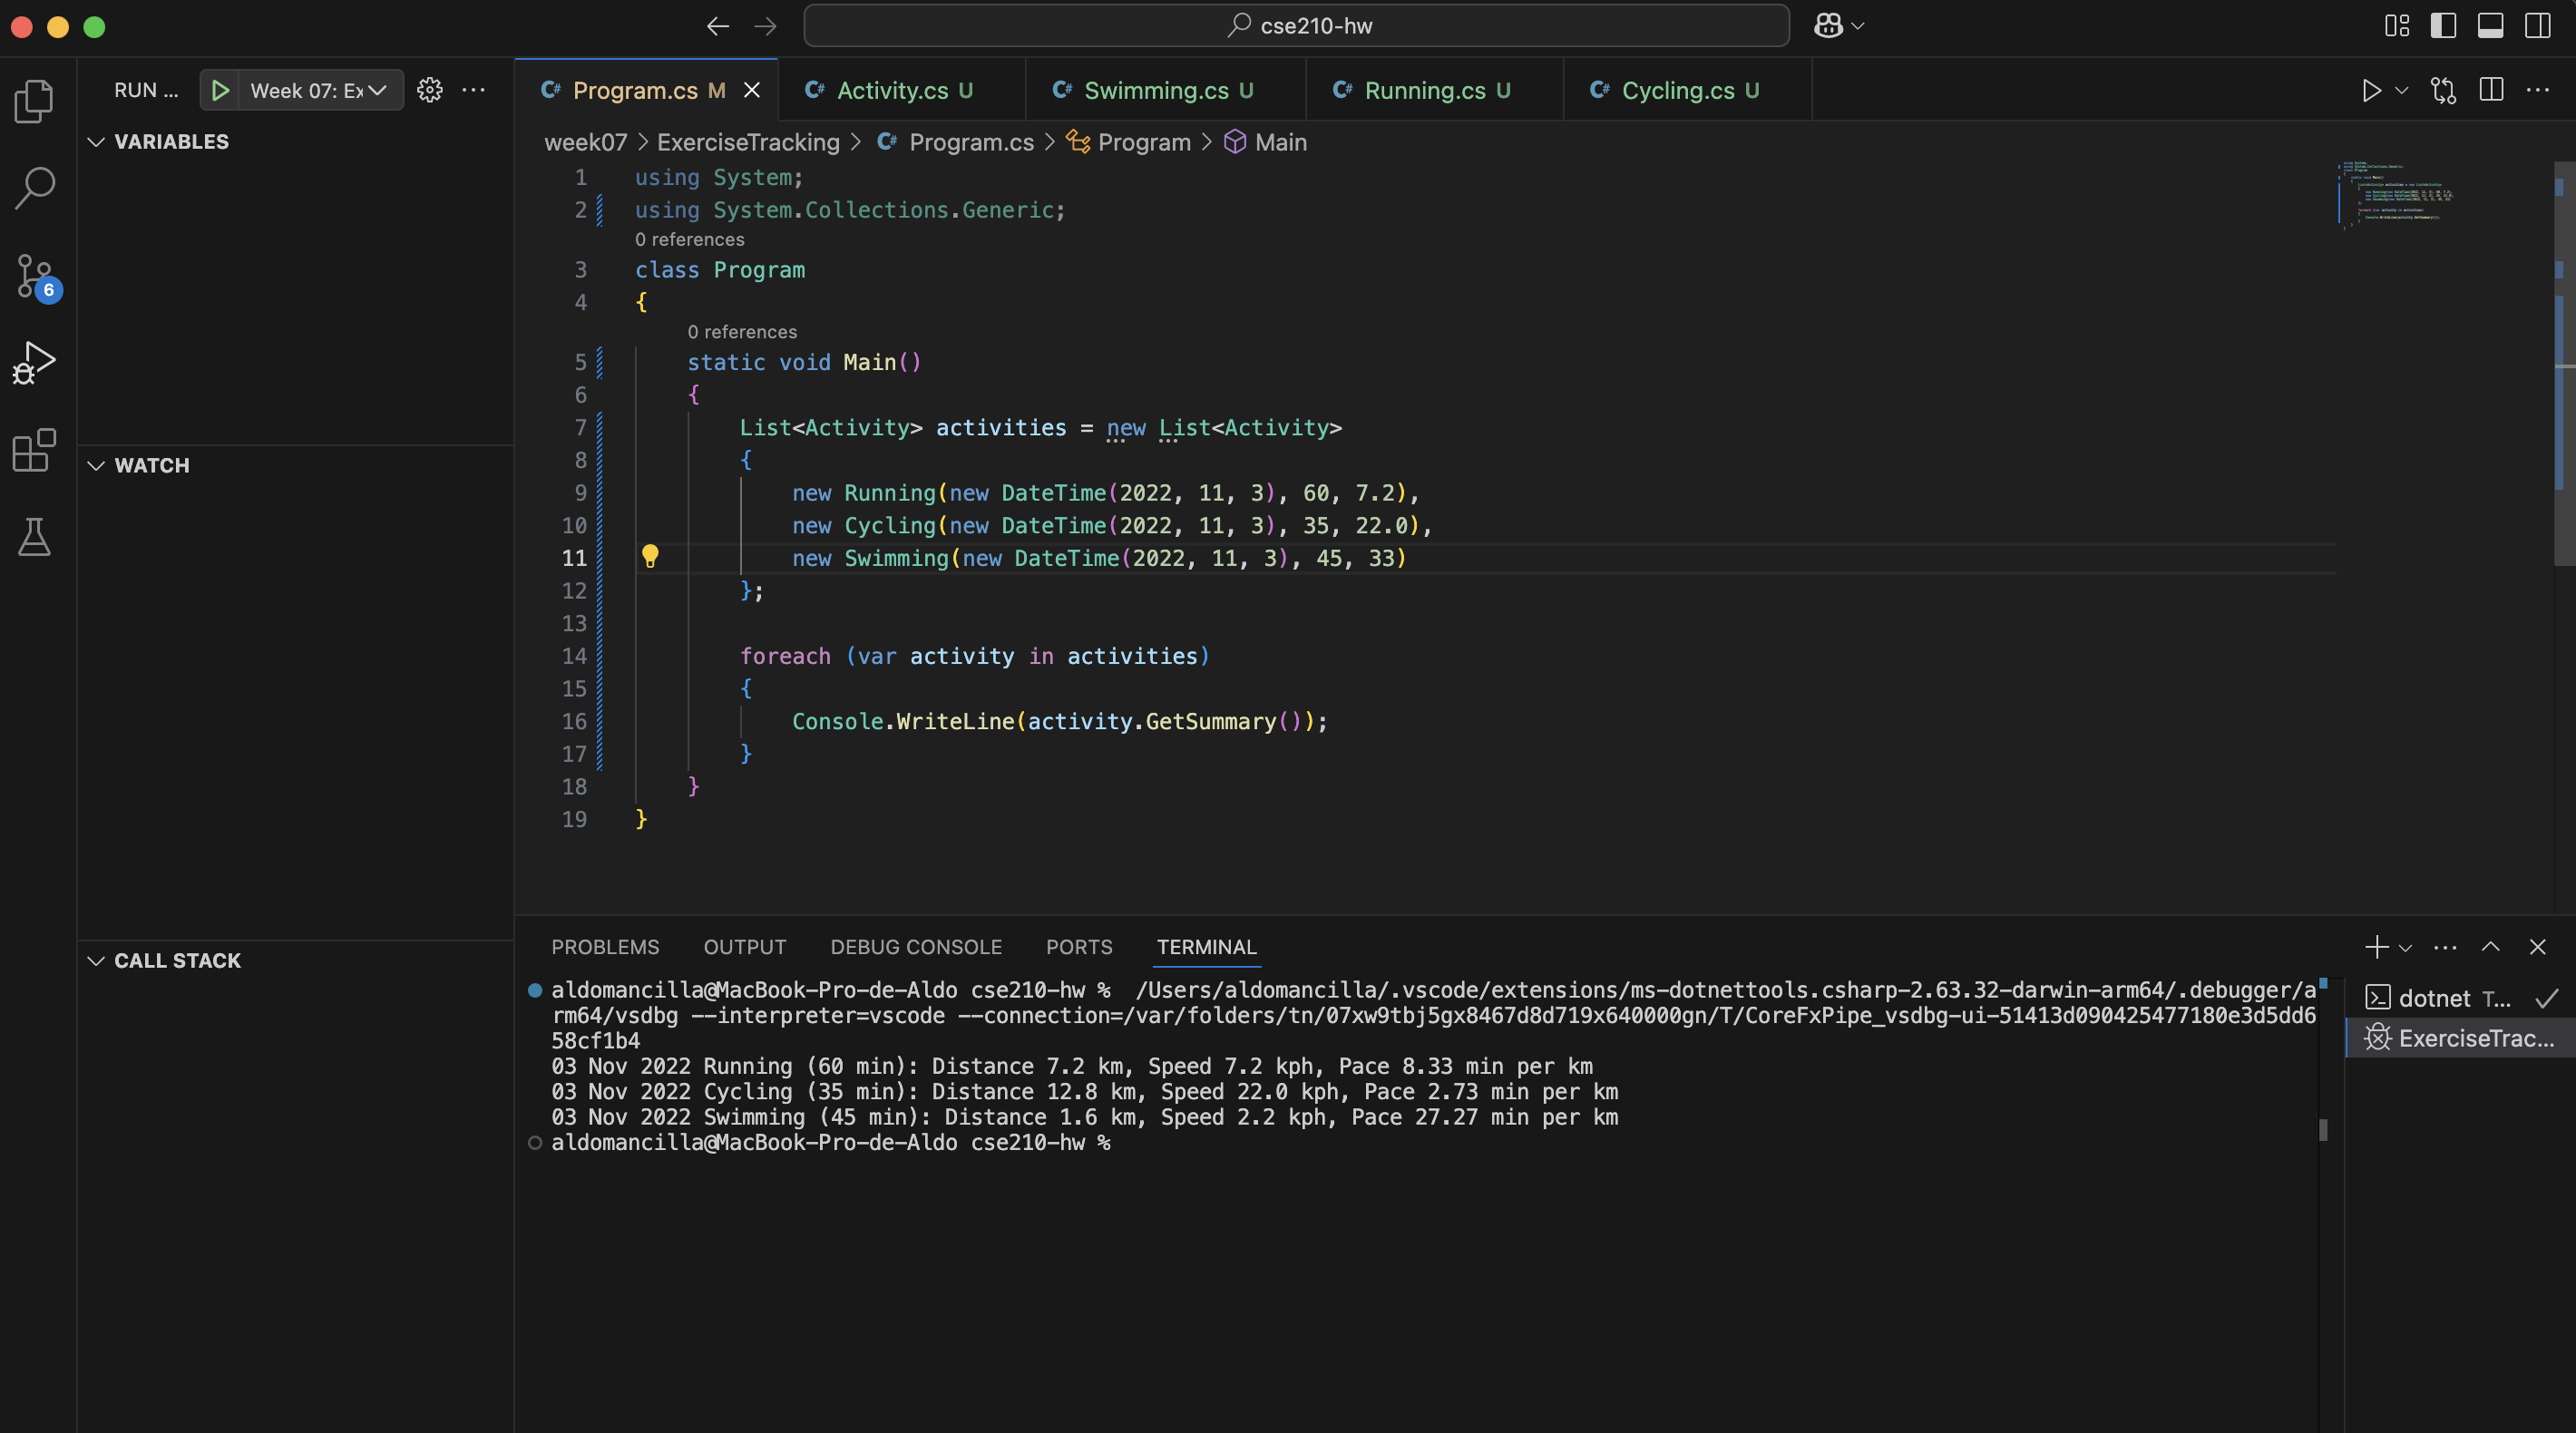 cse210-hw
RUN ...
Week 07: Ex
Program.cs M
Activity.cs U
Swimming.cs U
Running.cs U
Cycling.cs U
VARIABLES
WATCH
CALL STACK
6
week07 > ExerciseTracking > Program.cs > Program > Main
1 using System;
2 using System.Collections.Generic;
0 references
3 class Program
4 {
0 references
5 static void Main()
6 {
7 List<Activity> activities = new List<Activity>
8 {
9 new Running(new DateTime(2022, 11, 3), 60, 7.2),
10 new Cycling(new DateTime(2022, 11, 3), 35, 22.0),
11 new Swimming(new DateTime(2022, 11, 3), 45, 33)
12 };
13
14 foreach (var activity in activities)
15 {
16 Console.WriteLine(activity.GetSummary());
17 }
18 }
19 }
PROBLEMS OUTPUT DEBUG CONSOLE PORTS TERMINAL
aldomancilla@MacBook-Pro-de-Aldo cse210-hw %  /Users/aldomancilla/.vscode/extensions/ms-dotnettools.csharp-2.63.32-darwin-arm64/.debugger/a
rm64/vsdbg --interpreter=vscode --connection=/var/folders/tn/07xw9tbj5gx8467d8d719x640000gn/T/CoreFxPipe_vsdbg-ui-51413d090425477180e3d5dd6
58cf1b4
03 Nov 2022 Running (60 min): Distance 7.2 km, Speed 7.2 kph, Pace 8.33 min per km
03 Nov 2022 Cycling (35 min): Distance 12.8 km, Speed 22.0 kph, Pace 2.73 min per km
03 Nov 2022 Swimming (45 min): Distance 1.6 km, Speed 2.2 kph, Pace 27.27 min per km
aldomancilla@MacBook-Pro-de-Aldo cse210-hw %
dotnet T...
ExerciseTrac...